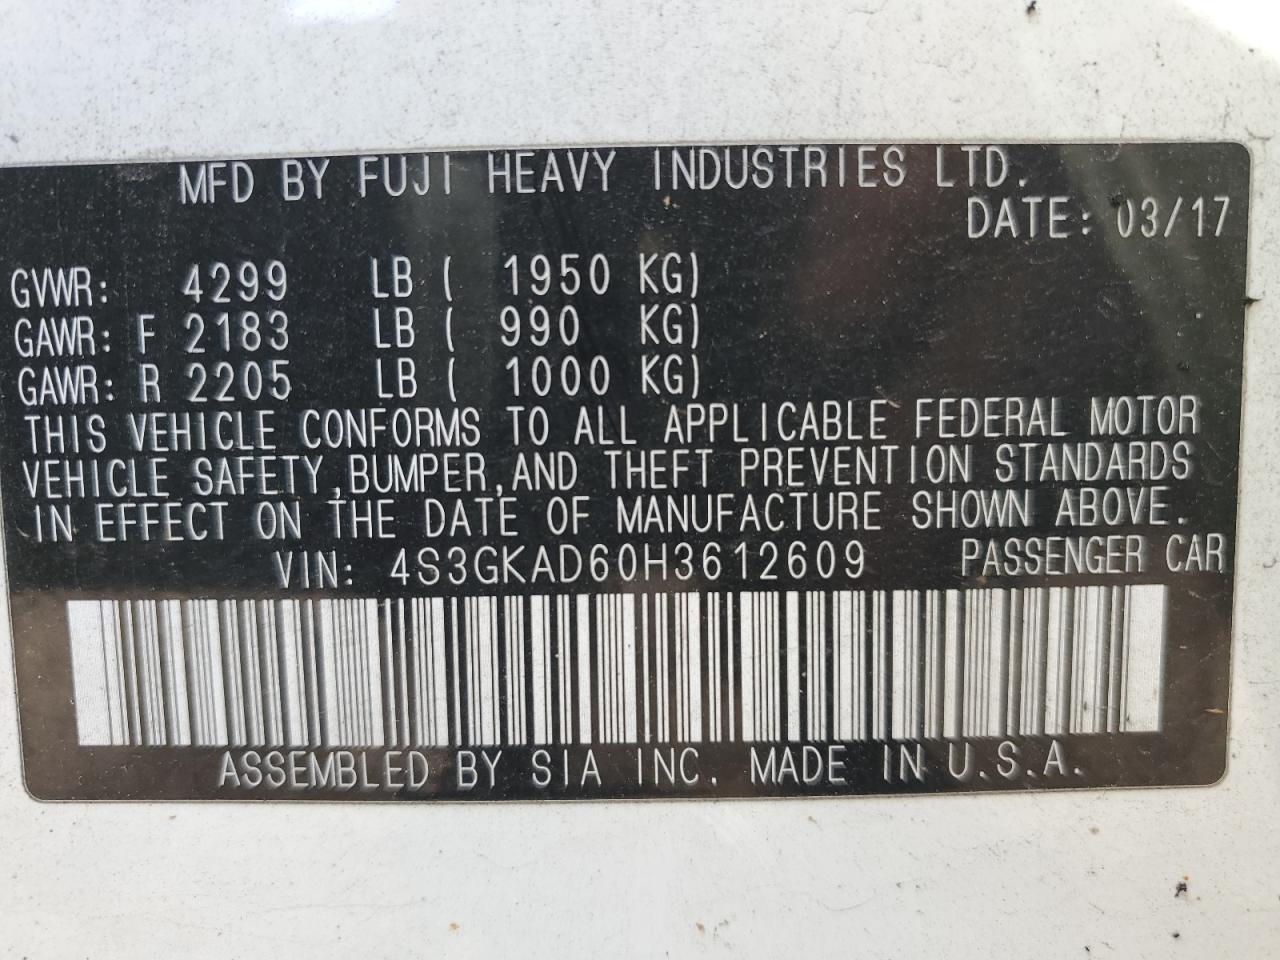 MFD BY FUJI HEAVY INDUSTRIES LTD.
DATE: 03/17
GVWR: 4299 LB ( 1950 KG)
GAWR: F 2183 LB ( 990 KG)
GAWR: R 2205 LB ( 1000 KG)
THIS VEHICLE CONFORMS TO ALL APPLICABLE FEDERAL MOTOR
VEHICLE SAFETY,BUMPER,AND THEFT PREVENTION STANDARDS
IN EFFECT ON THE DATE OF MANUFACTURE SHOWN ABOVE.
VIN: 4S3GKAD60H3612609 PASSENGER CAR
ASSEMBLED BY SIA INC. MADE IN U.S.A.